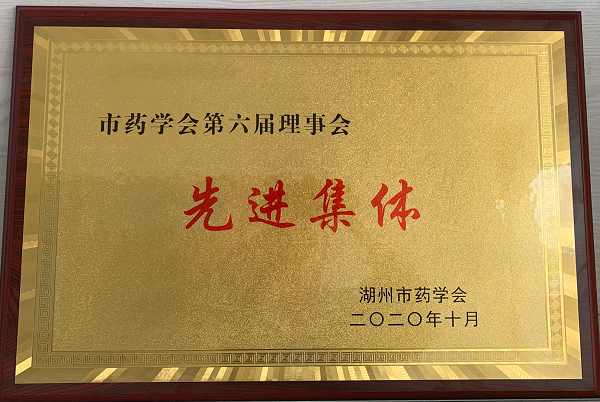 市药学会第六届理事会
先进集体
湖州市药学会
二〇二〇年十月